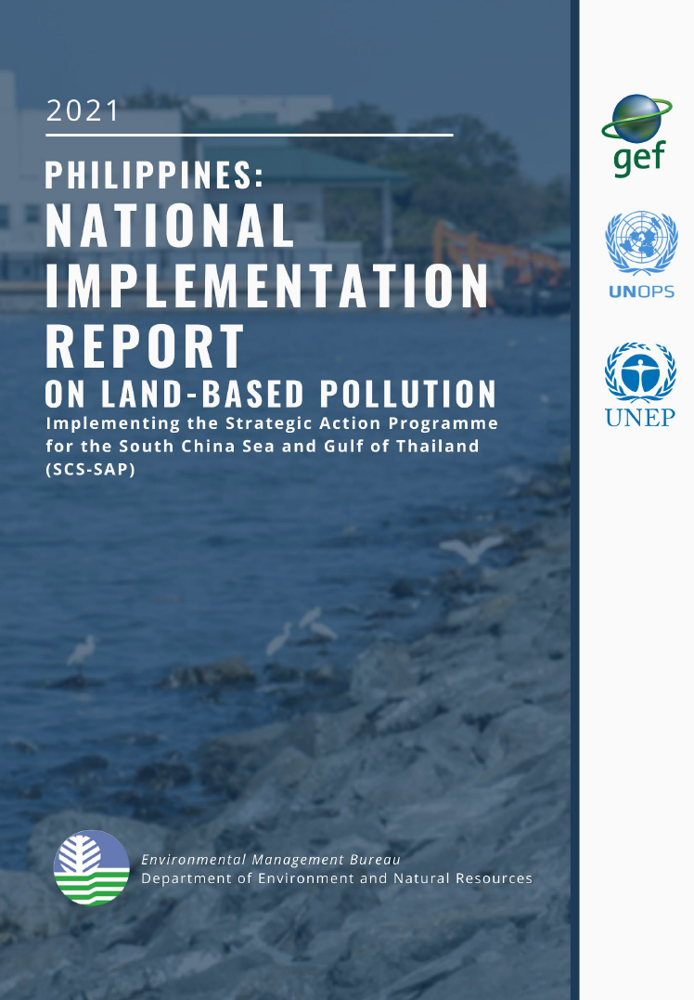 2021
PHILIPPINES:
NATIONAL
IMPLEMENTATION
REPORT
ON LAND-BASED POLLUTION
Implementing the Strategic Action Programme
for the South China Sea and Gulf of Thailand
(SCS-SAP)
Environmental Management Bureau
Department of Environment and Natural Resources
gef
UNOPS
UNEP